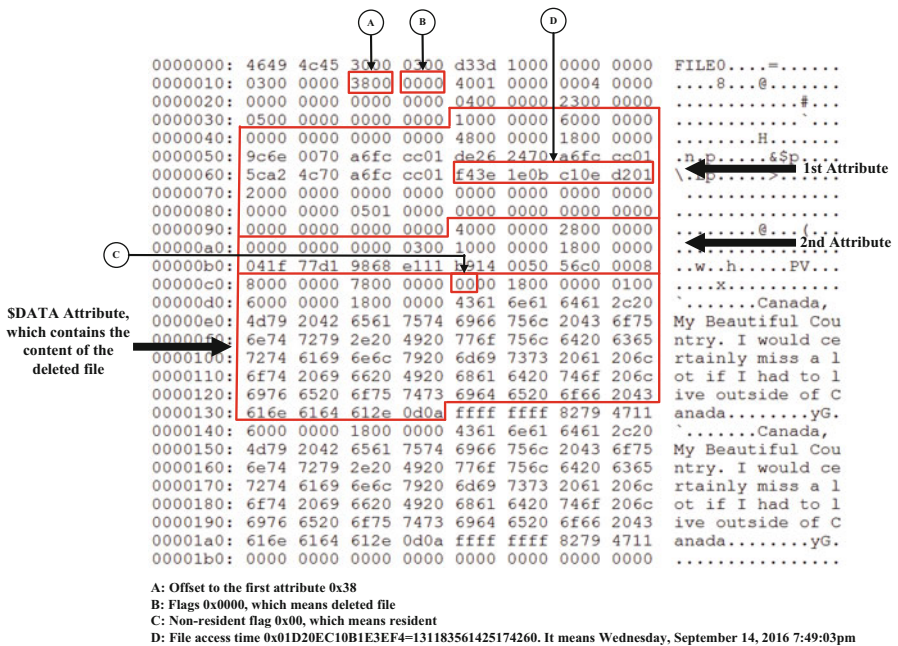 A B D
0000000: 4649 4c45 3000 0300 d33d 1000 0000 0000 FILE0....=......
0000010: 0300 0000 3800 0000 4001 0000 0004 0000 ....8...@.......
0000020: 0000 0000 0000 0000 0400 0000 2300 0000 ............#...
0000030: 0500 0000 0000 0000 1000 0000 6000 0000 ............`...
0000040: 0000 0000 0000 0000 4800 0000 1800 0000 ........H.......
0000050: 9c6e 0070 a6fc cc01 de26 2470 a6fc cc01 .n.p.....&$p....
0000060: 5ca2 4c70 a6fc cc01 f43e 1e0b c10e d201 \.Lp.....>......
1st Attribute
0000070: 2000 0000 0000 0000 0000 0000 0000 0000 ...............
0000080: 0000 0000 0501 0000 0000 0000 0000 0000 ................
0000090: 0000 0000 0000 0000 4000 0000 2800 0000 ........@...(...
00000a0: 0000 0000 0000 0300 1000 0000 1800 0000 ................
2nd Attribute
C
00000b0: 041f 77d1 9868 e111 b914 0050 56c0 0008 ..w..h.....PV...
00000c0: 8000 0000 7800 0000 0000 1800 0000 0100 ....x...........
00000d0: 6000 0000 1800 0000 4361 6e61 6461 2c20 `.......Canada,
00000e0: 4d79 2042 6561 7574 6966 756c 2043 6f75 My Beautiful Cou
00000f0: 6e74 7279 2e20 4920 776f 756c 6420 6365 ntry. I would ce
0000100: 7274 6169 6e6c 7920 6d69 7373 2061 206c rtainly miss a l
0000110: 6f74 2069 6620 4920 6861 6420 746f 206c ot if I had to l
0000120: 6976 6520 6f75 7473 6964 6520 6f66 2043 ive outside of C
0000130: 616e 6164 612e 0d0a ffff ffff 8279 4711 anada........yG.
$DATA Attribute,
which contains the
content of the
deleted file
0000140: 6000 0000 1800 0000 4361 6e61 6461 2c20 `.......Canada,
0000150: 4d79 2042 6561 7574 6966 756c 2043 6f75 My Beautiful Cou
0000160: 6e74 7279 2e20 4920 776f 756c 6420 6365 ntry. I would ce
0000170: 7274 6169 6e6c 7920 6d69 7373 2061 206c rtainly miss a l
0000180: 6f74 2069 6620 4920 6861 6420 746f 206c ot if I had to l
0000190: 6976 6520 6f75 7473 6964 6520 6f66 2043 ive outside of C
00001a0: 616e 6164 612e 0d0a ffff ffff 8279 4711 anada........yG.
00001b0: 0000 0000 0000 0000 0000 0000 0000 0000 ................
A: Offset to the first attribute 0x38
B: Flags 0x0000, which means deleted file
C: Non-resident flag 0x00, which means resident
D: File access time 0x01D20EC10B1E3EF4=131183561425174260. It means Wednesday, September 14, 2016 7:49:03pm